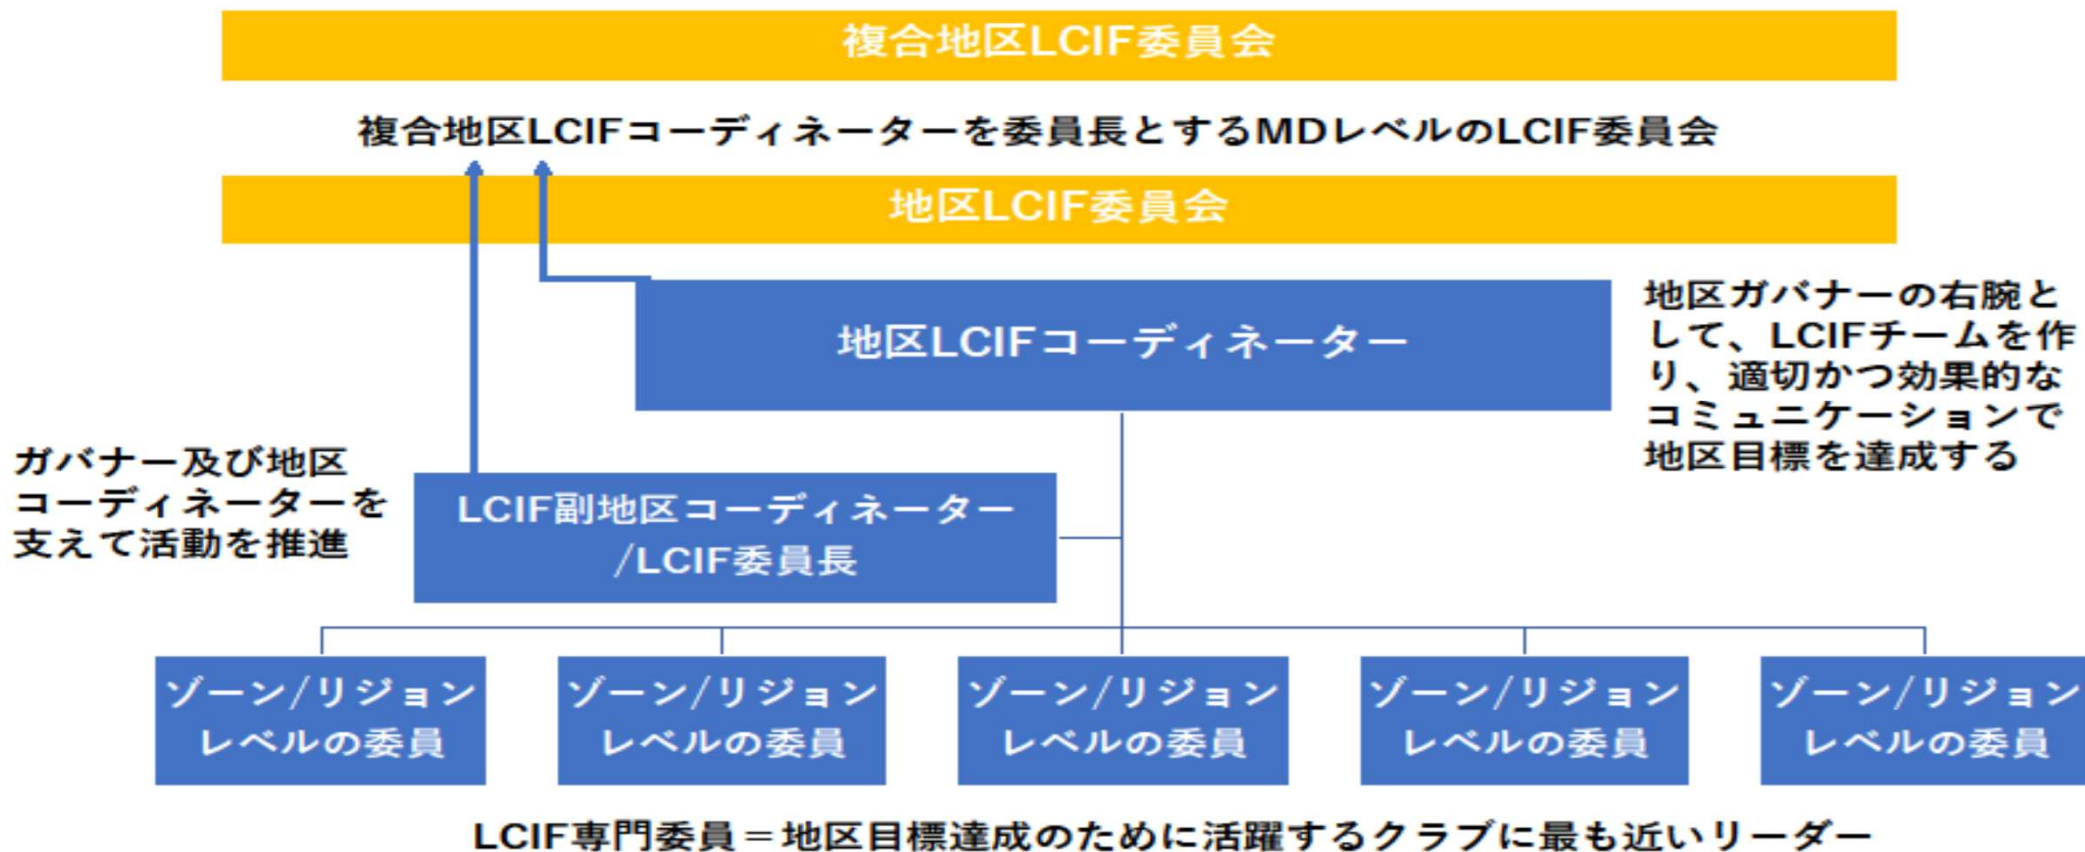 複合地区LCIF委員会
複合地区LCIFコーディネーターを委員長とするMDレベルのLCIF委員会
地区LCIF委員会
地区LCIFコーディネーター
地区ガバナーの右腕と
して、LCIFチームを作
り、適切かつ効果的な
コミュニケーションで
地区目標を達成する
ガバナー及び地区
コーディネーターを
支えて活動を推進
LCIF副地区コーディネーター
/LCIF委員長
ゾーン/リジョン
レベルの委員
ゾーン/リジョン
レベルの委員
ゾーン/リジョン
レベルの委員
ゾーン/リジョン
レベルの委員
ゾーン/リジョン
レベルの委員
LCIF専門委員＝地区目標達成のために活躍するクラブに最も近いリーダー